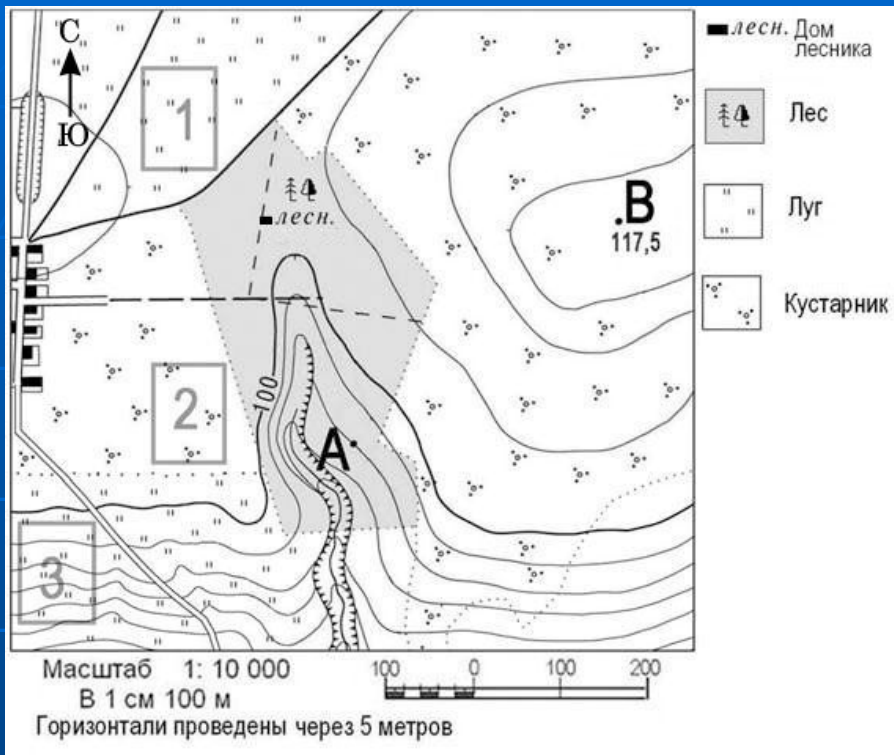 С
Ю
1
лесн.
.В
117,5
100
2
А
3
лесн. Дом
лесника
Лес
Луг
Кустарник
Масштаб 1: 10 000
В 1 см 100 м
100 0 100 200
Горизонтали проведены через 5 метров